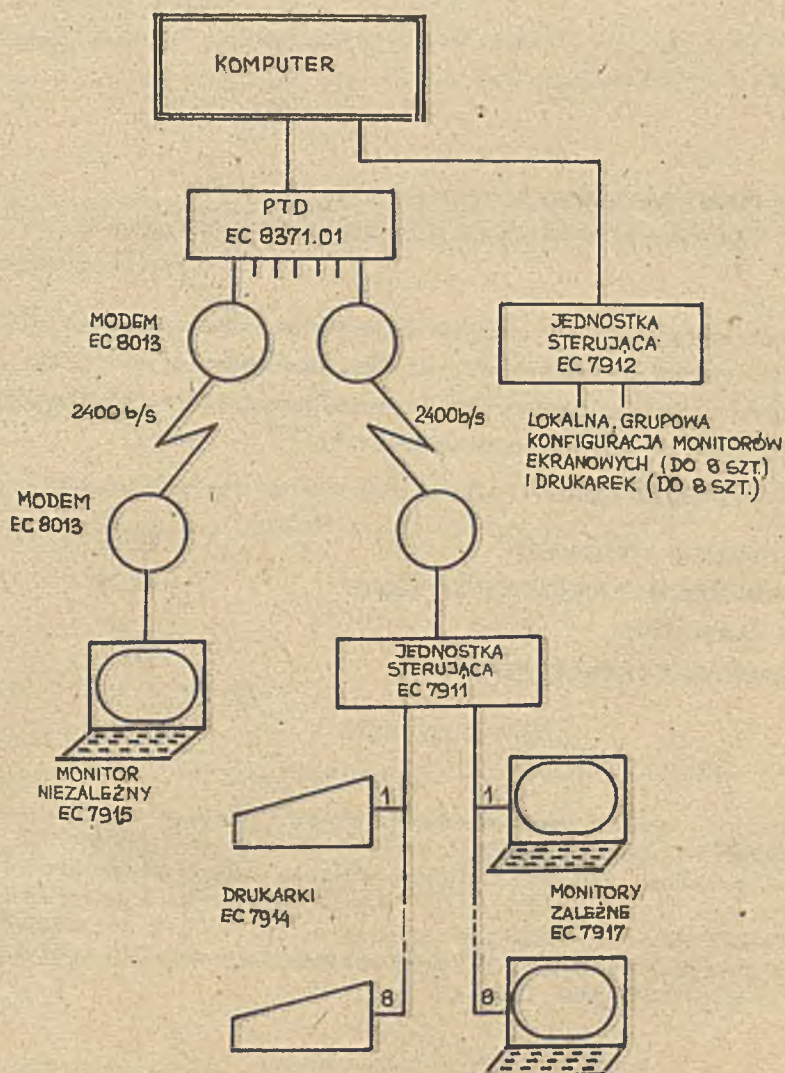 KOMPUTER
PTD
EC 8371.01
MODEM
EC 8013
JEDNOSTKA
STERUJĄCA
EC 7912
2400 b/s
2400b/s
LOKALNA, GRUPOWA
KONFIGURACJA MONITORÓW
EKRANOWYCH (DO 8 SZT.)
I DRUKAREK (DO 8 SZT.)
MODEM
EC 8013
JEDNOSTKA
STERUJĄCA
EC 7911
MONITOR
NIEZALEŻNY
EC 7915
1
1
DRUKARKI
EC 7914
MONITORY
ZALEŻNE
EC 7917
8
8